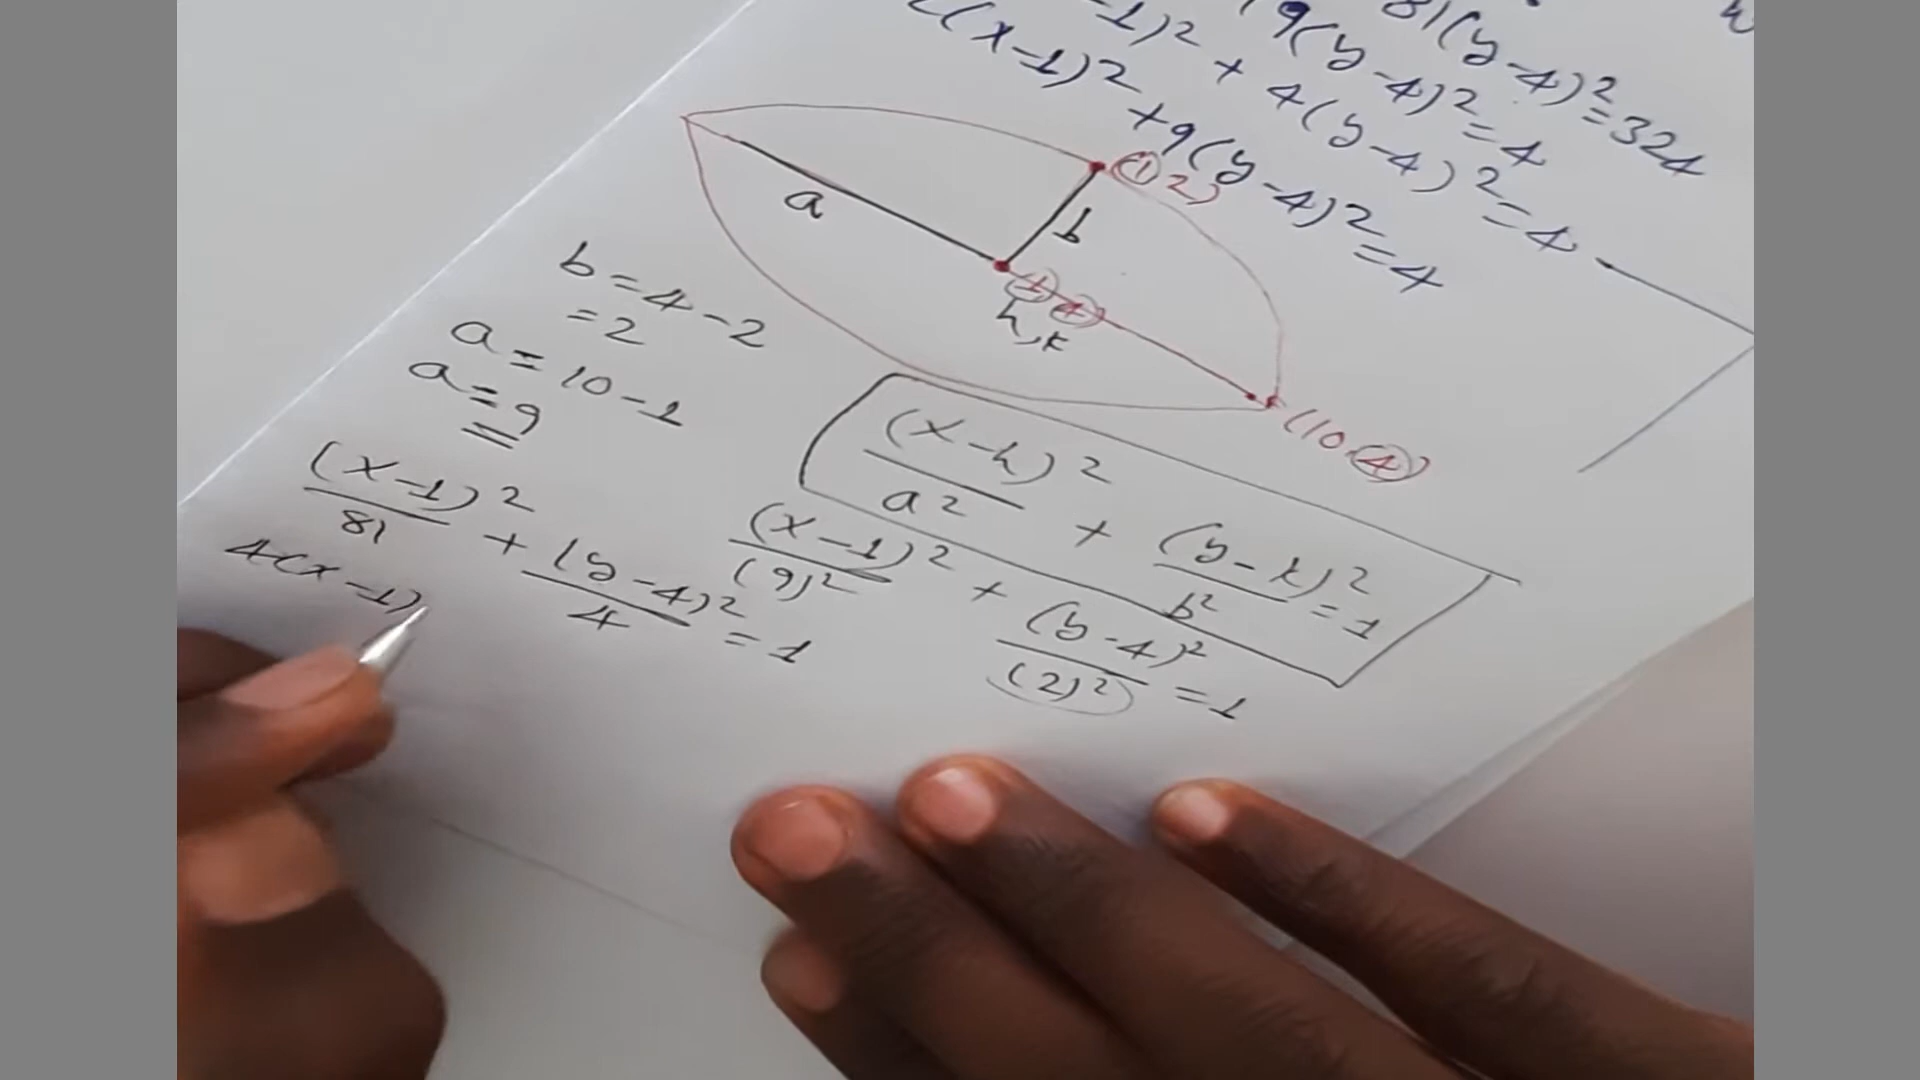 81(y-4)²=324
9(y-4)²=4
-1)² + 4(y-4)²=4
(x-1)² +9(y-4)²=4
(1 2)
a
b
(1 4)
h,k
(10 4)
b=4-2
=2
a=10-1
a=9
(x-h)²/a² + (y-k)²/b² =1
(x-1)²/(9)² + (y-4)²/(2)² =1
(x-1)²/81 + (y-4)²/4 =1
4(x-1)